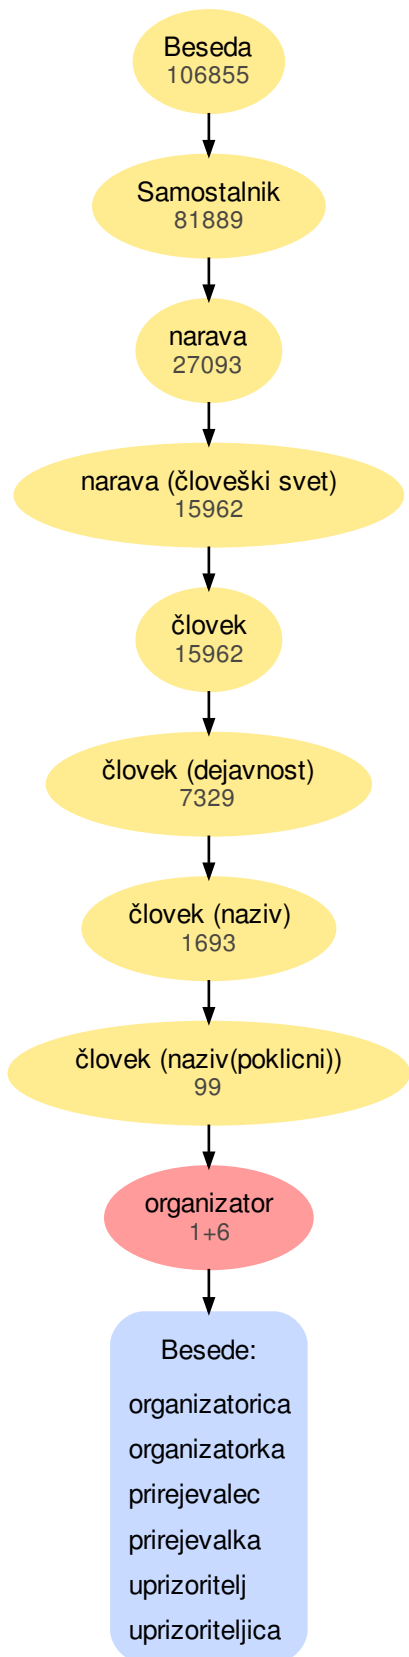 Beseda
106855
Samostalnik
81889
narava
27093
narava (človeški svet)
15962
človek
15962
človek (dejavnost)
7329
človek (naziv)
1693
človek (naziv(poklicni))
99
organizator
1+6
Besede:
organizatorica
organizatorka
prirejevalec
prirejevalka
uprizoritelj
uprizoriteljica